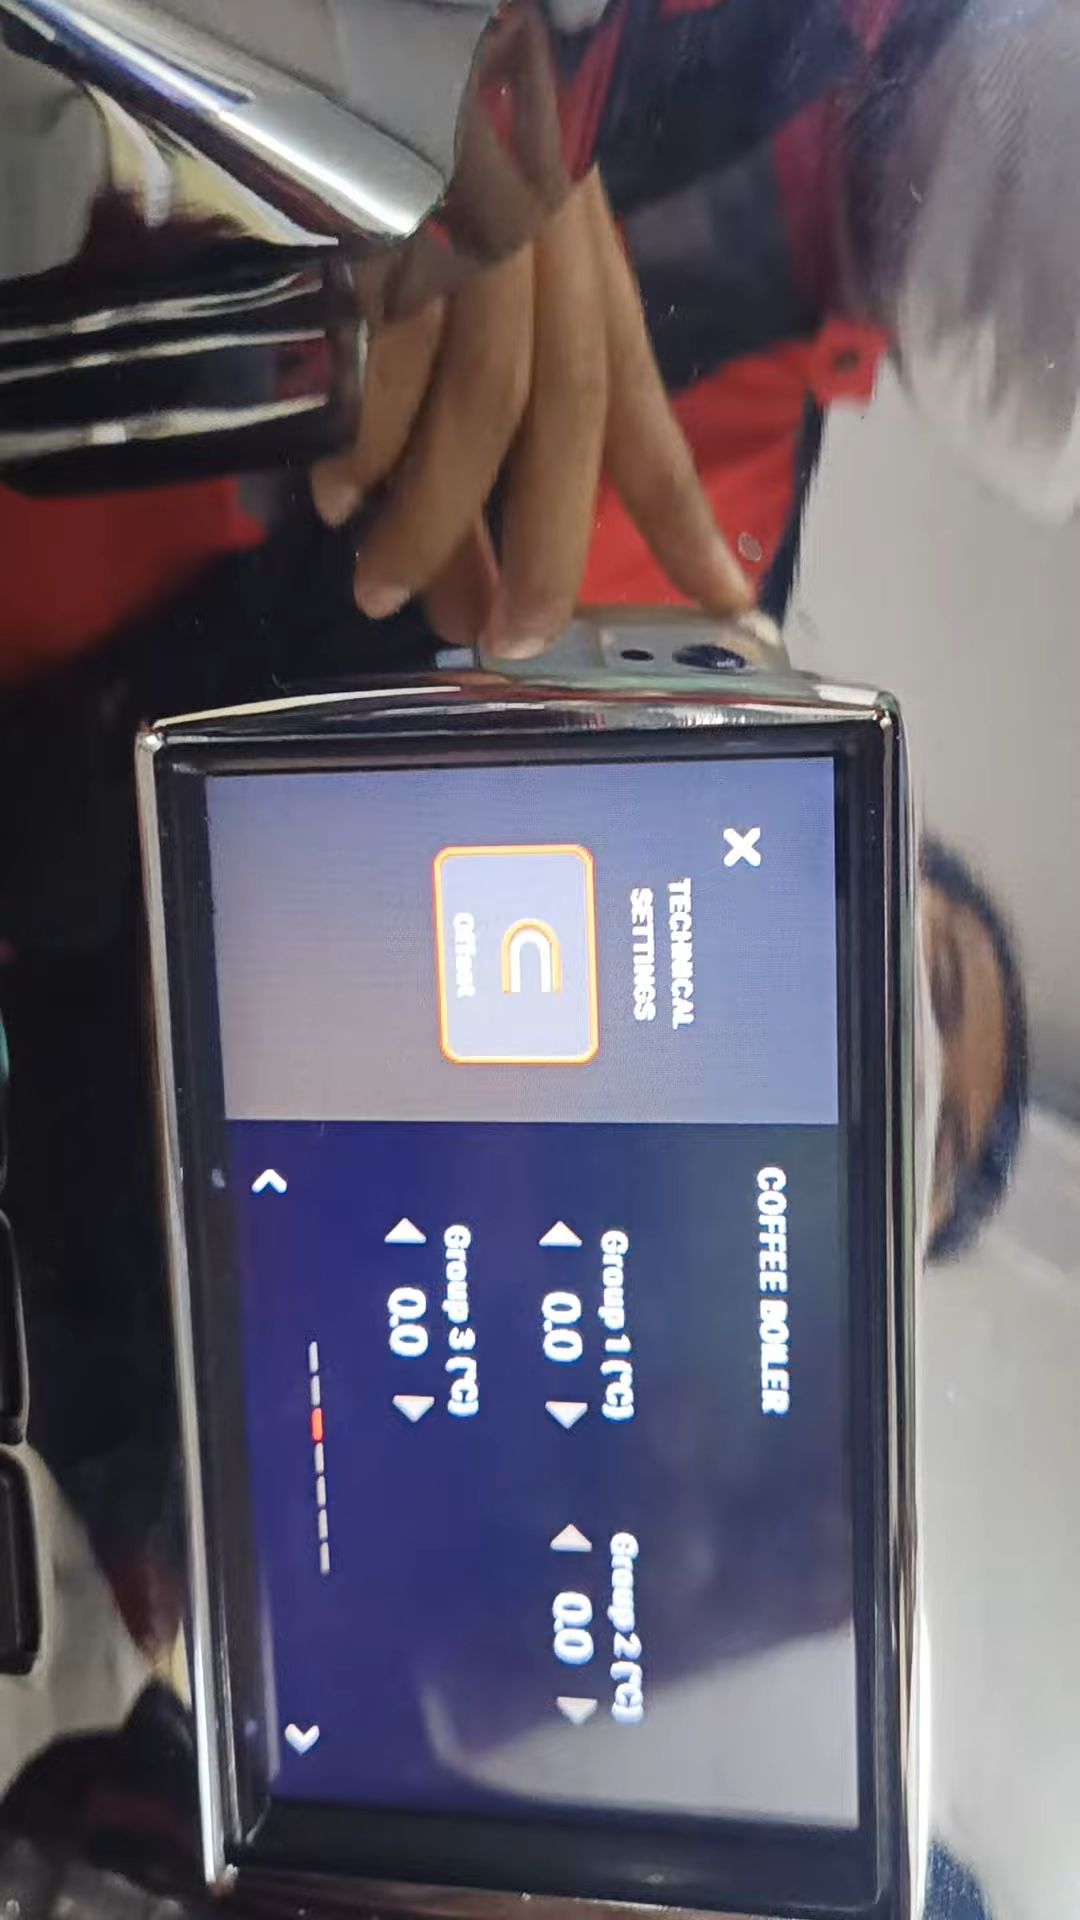 X
TECHNICAL
SETTINGS
Offset
COFFEE BOILER
Group 1 (°C)
0.0
Group 2 (°C)
0.0
Group 3 (°C)
0.0